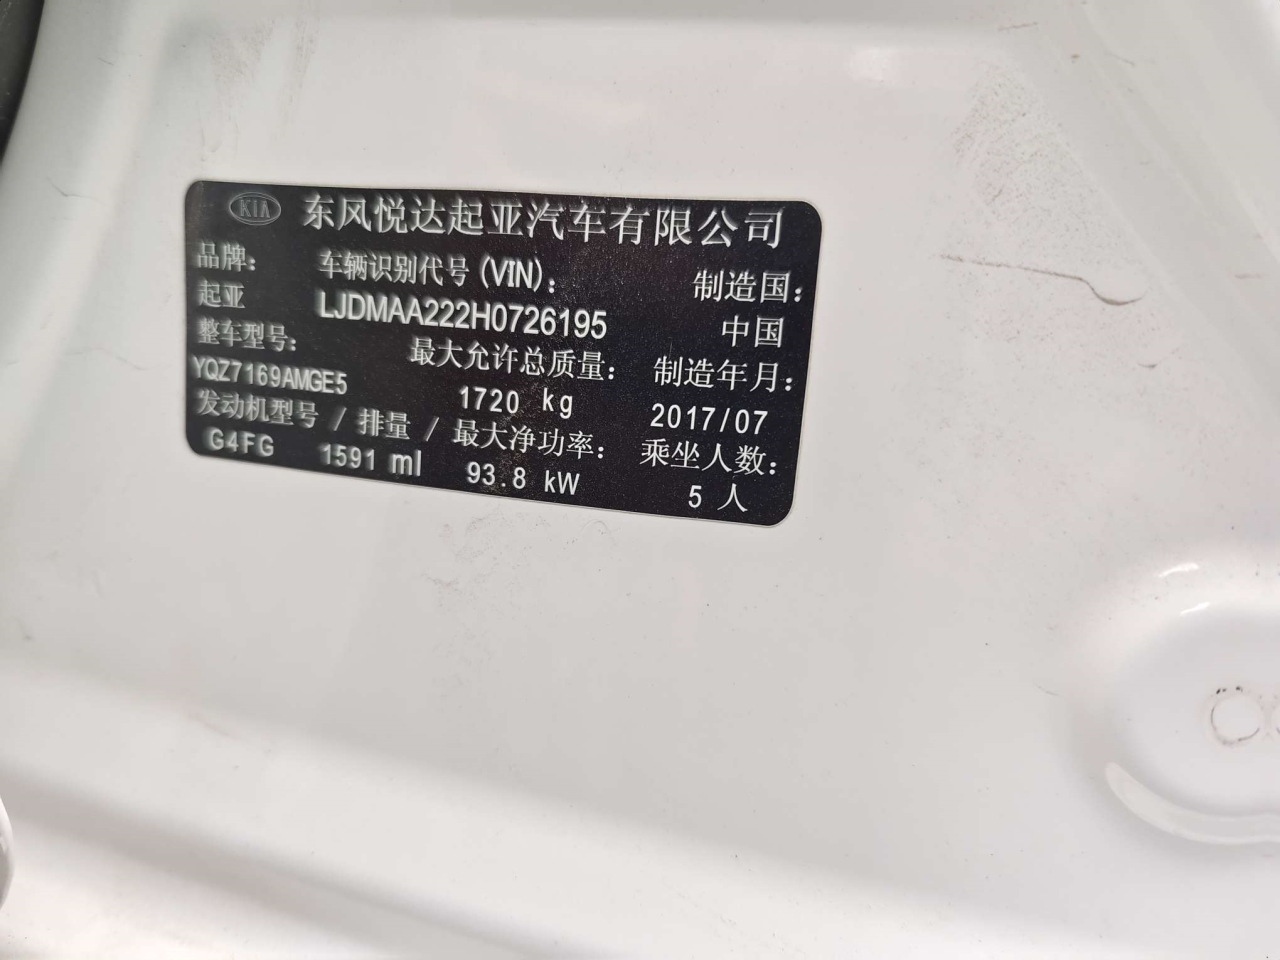 KIA 东风悦达起亚汽车有限公司
品牌： 车辆识别代号(VIN)： 制造国：
起亚 LJDMAA222H0726195 中国
整车型号： 最大允许总质量： 制造年月：
YQZ7169AMGE5 1720 kg 2017/07
发动机型号 / 排量 / 最大净功率： 乘坐人数：
G4FG 1591 ml 93.8 kW 5 人